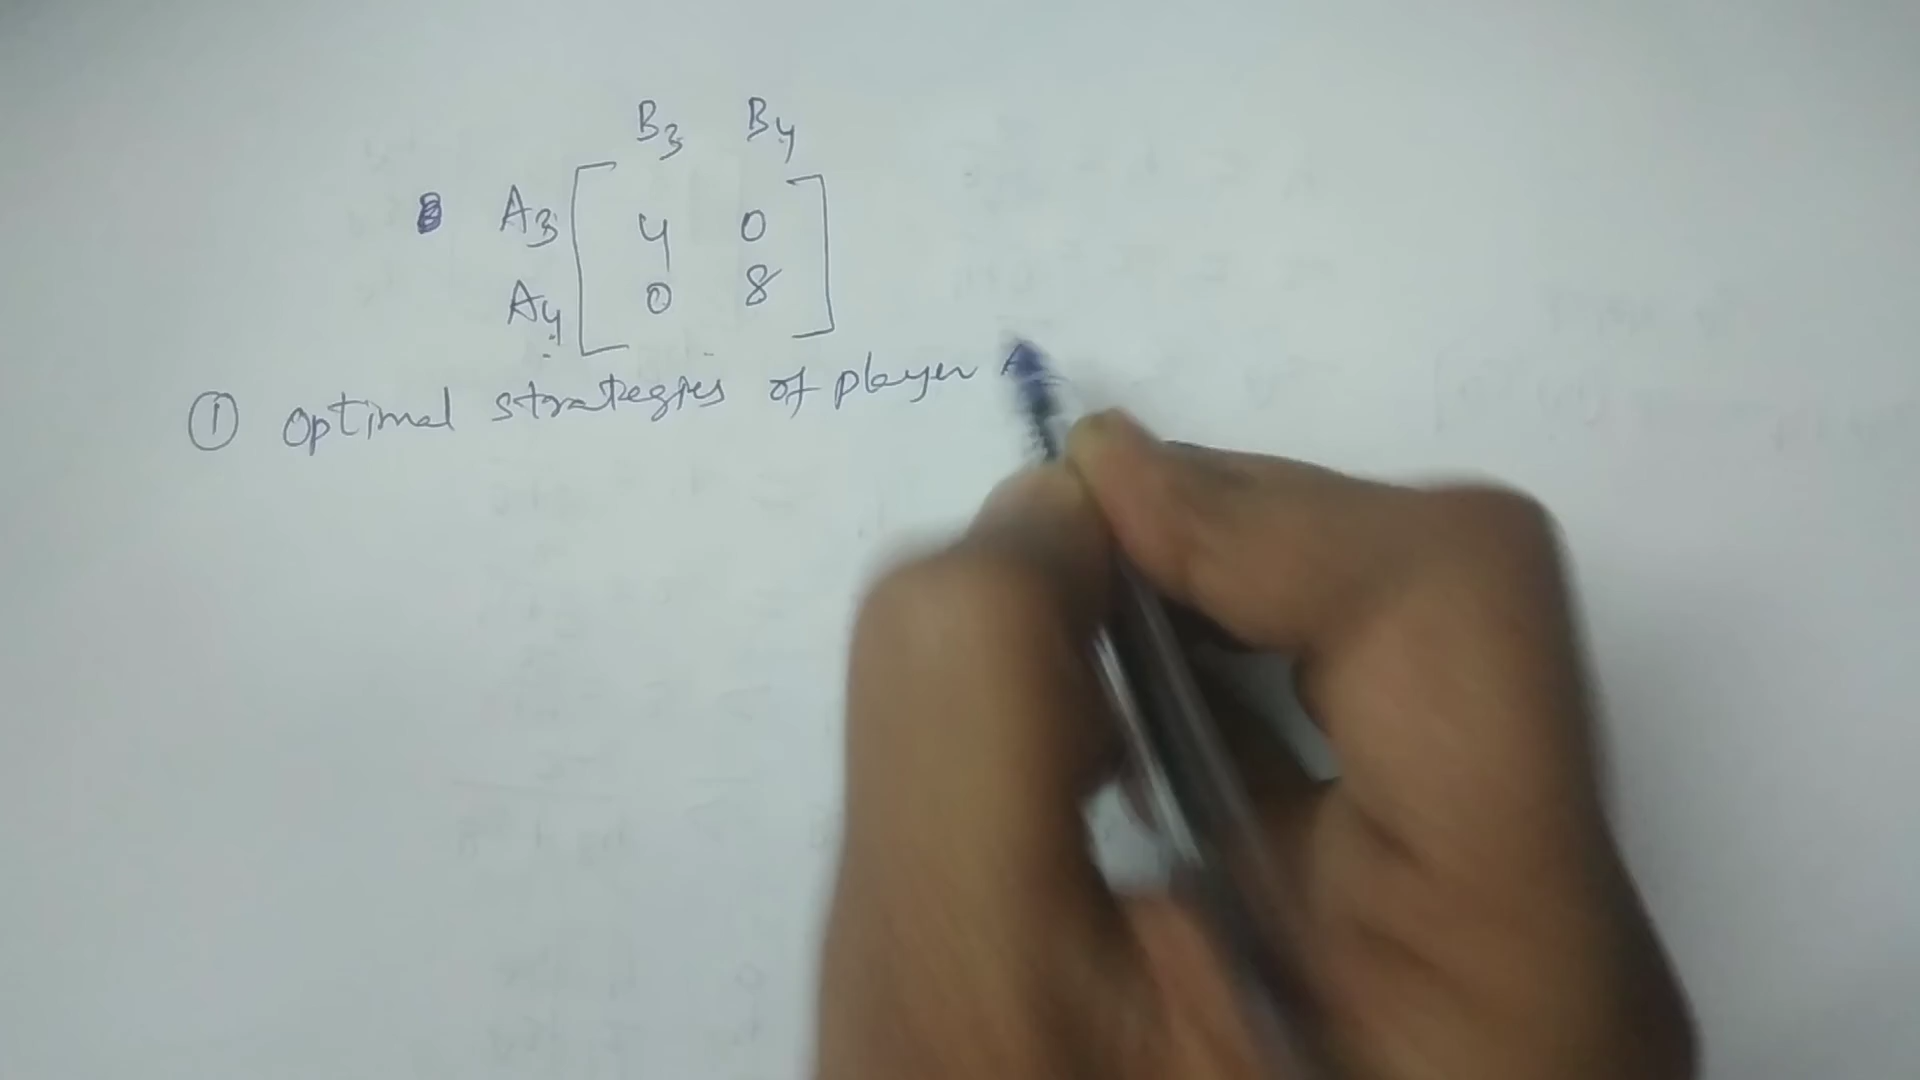 B3 B4
A3 4 0
A4 0 8
① Optimal strategies of player A